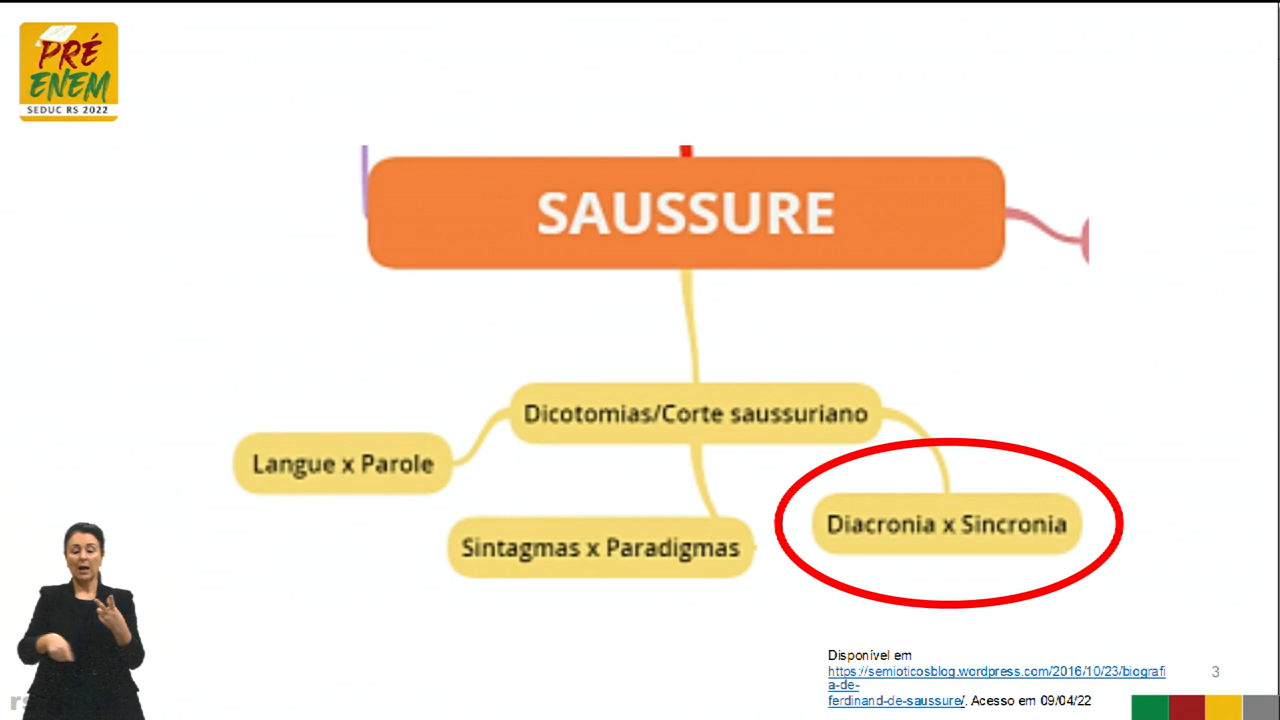 PRÉ
ENEM
SEDUC RS 2022
SAUSSURE
Dicotomias/Corte saussuriano
Langue x Parole
Diacronia x Sincronia
Sintagmas x Paradigmas
Disponível em
https://semioticosblog.wordpress.com/2016/10/23/biografi
a-de-
ferdinand-de-saussure/. Acesso em 09/04/22
3